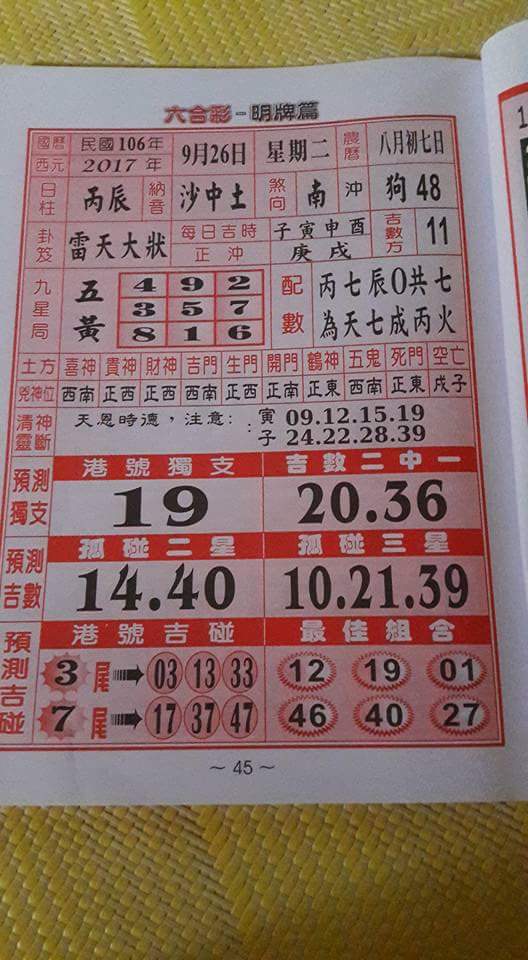 六合彩-明牌篇
國曆 民國106年 9月26日 星期二 農曆 八月初七日
西元 2017年
日柱 丙辰 納音 沙中土 煞向 南 沖 狗48
卦笈 雷天大狀 每日吉時 子寅申酉 吉數方 11
正沖 庚戌
九星局 五黃 492 配數 丙七辰0共七
357
816 為天七成丙火
土方 喜神 貴神 財神 吉門 生門 開門 鶴神 五鬼 死門 空亡
兇神位 西南 正西 正西 西南 正西 正南 正東 西南 正東 戌子
清神靈斷 天恩時德，注意: 寅 09.12.15.19
:子 24.22.28.39
預測獨支 港號獨支 吉數二中一
19 20.36
預測吉數 孤碰二星 孤碰三星
14.40 10.21.39
預測吉碰 港號吉碰 最佳組合
3尾 03 13 33 12 19 01
7尾 17 37 47 46 40 27
～45～
1